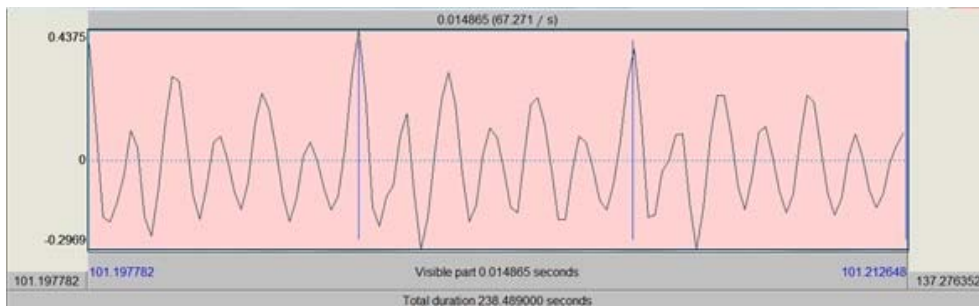 0.014865 (67.271 / s)
0.4375
0
-0.2969
101.197782 Visible part 0.014865 seconds 101.212648
101.197782 137.276352
Total duration 238.489000 seconds